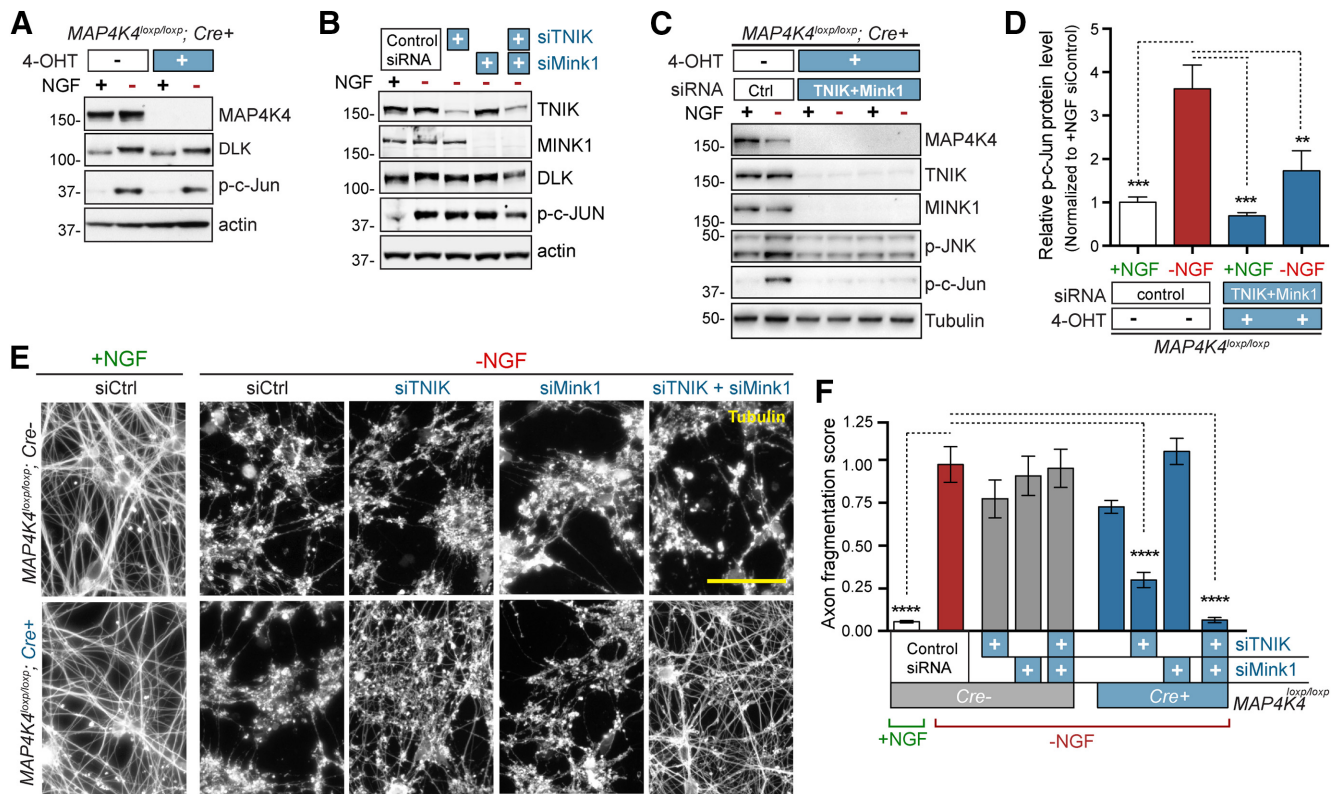 A
MAP4K4loxp/loxp; Cre+
4-OHT - +
NGF + - + -
150- MAP4K4
100- DLK
37- p-c-Jun
37- actin
B
Control siRNA + + siTNIK
+ + siMink1
NGF + - - - -
150- TNIK
150- MINK1
100- DLK
37- p-c-JUN
37- actin
C
MAP4K4loxp/loxp; Cre+
4-OHT - +
siRNA Ctrl TNIK+Mink1
NGF + - + - + -
150- MAP4K4
150- TNIK
150- MINK1
50- p-JNK
37- p-c-Jun
50- Tubulin
D
Relative p-c-Jun protein level
(Normalized to +NGF siControl)
5
4
3
2
1
0
*** *** **
+NGF -NGF +NGF -NGF
siRNA control TNIK+Mink1
4-OHT - - + +
MAP4K4loxp/loxp
E
+NGF -NGF
siCtrl siCtrl siTNIK siMink1 siTNIK + siMink1
MAP4K4loxp/loxp; Cre-
Tubulin
MAP4K4loxp/loxp; Cre+
F
Axon fragmentation score
1.25
1.00
0.75
0.50
0.25
0.00
**** **** ****
Control siRNA
+ + + + siTNIK
+ + + + siMink1
Cre- Cre+ MAP4K4loxp/loxp
+NGF -NGF